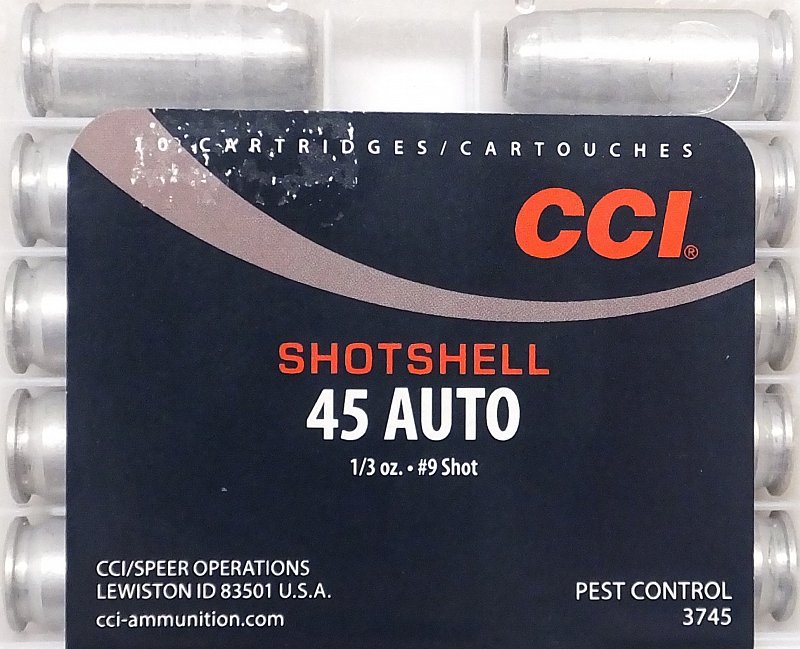 10 CARTRIDGES/CARTOUCHES
CCI®
SHOTSHELL
45 AUTO
1/3 oz. • #9 Shot
CCI/SPEER OPERATIONS
LEWISTON ID 83501 U.S.A.
cci-ammunition.com
PEST CONTROL
3745